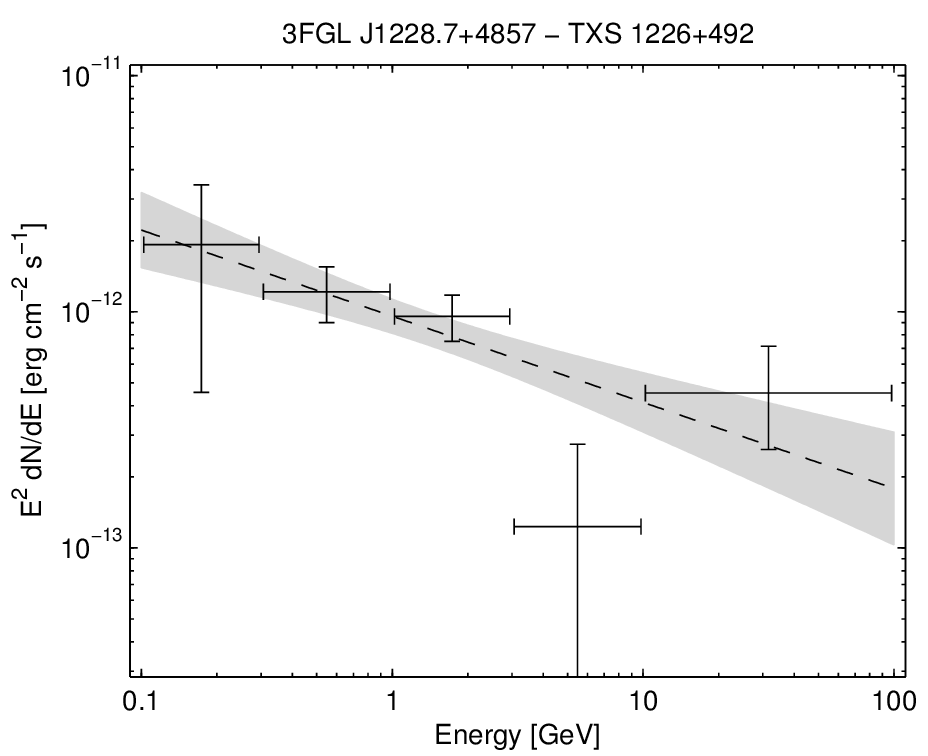 3FGL J1228.7+4857 − TXS 1226+492
10⁻¹¹
10⁻¹²
10⁻¹³
E² dN/dE [erg cm⁻² s⁻¹]
0.1 1 10 100
Energy [GeV]